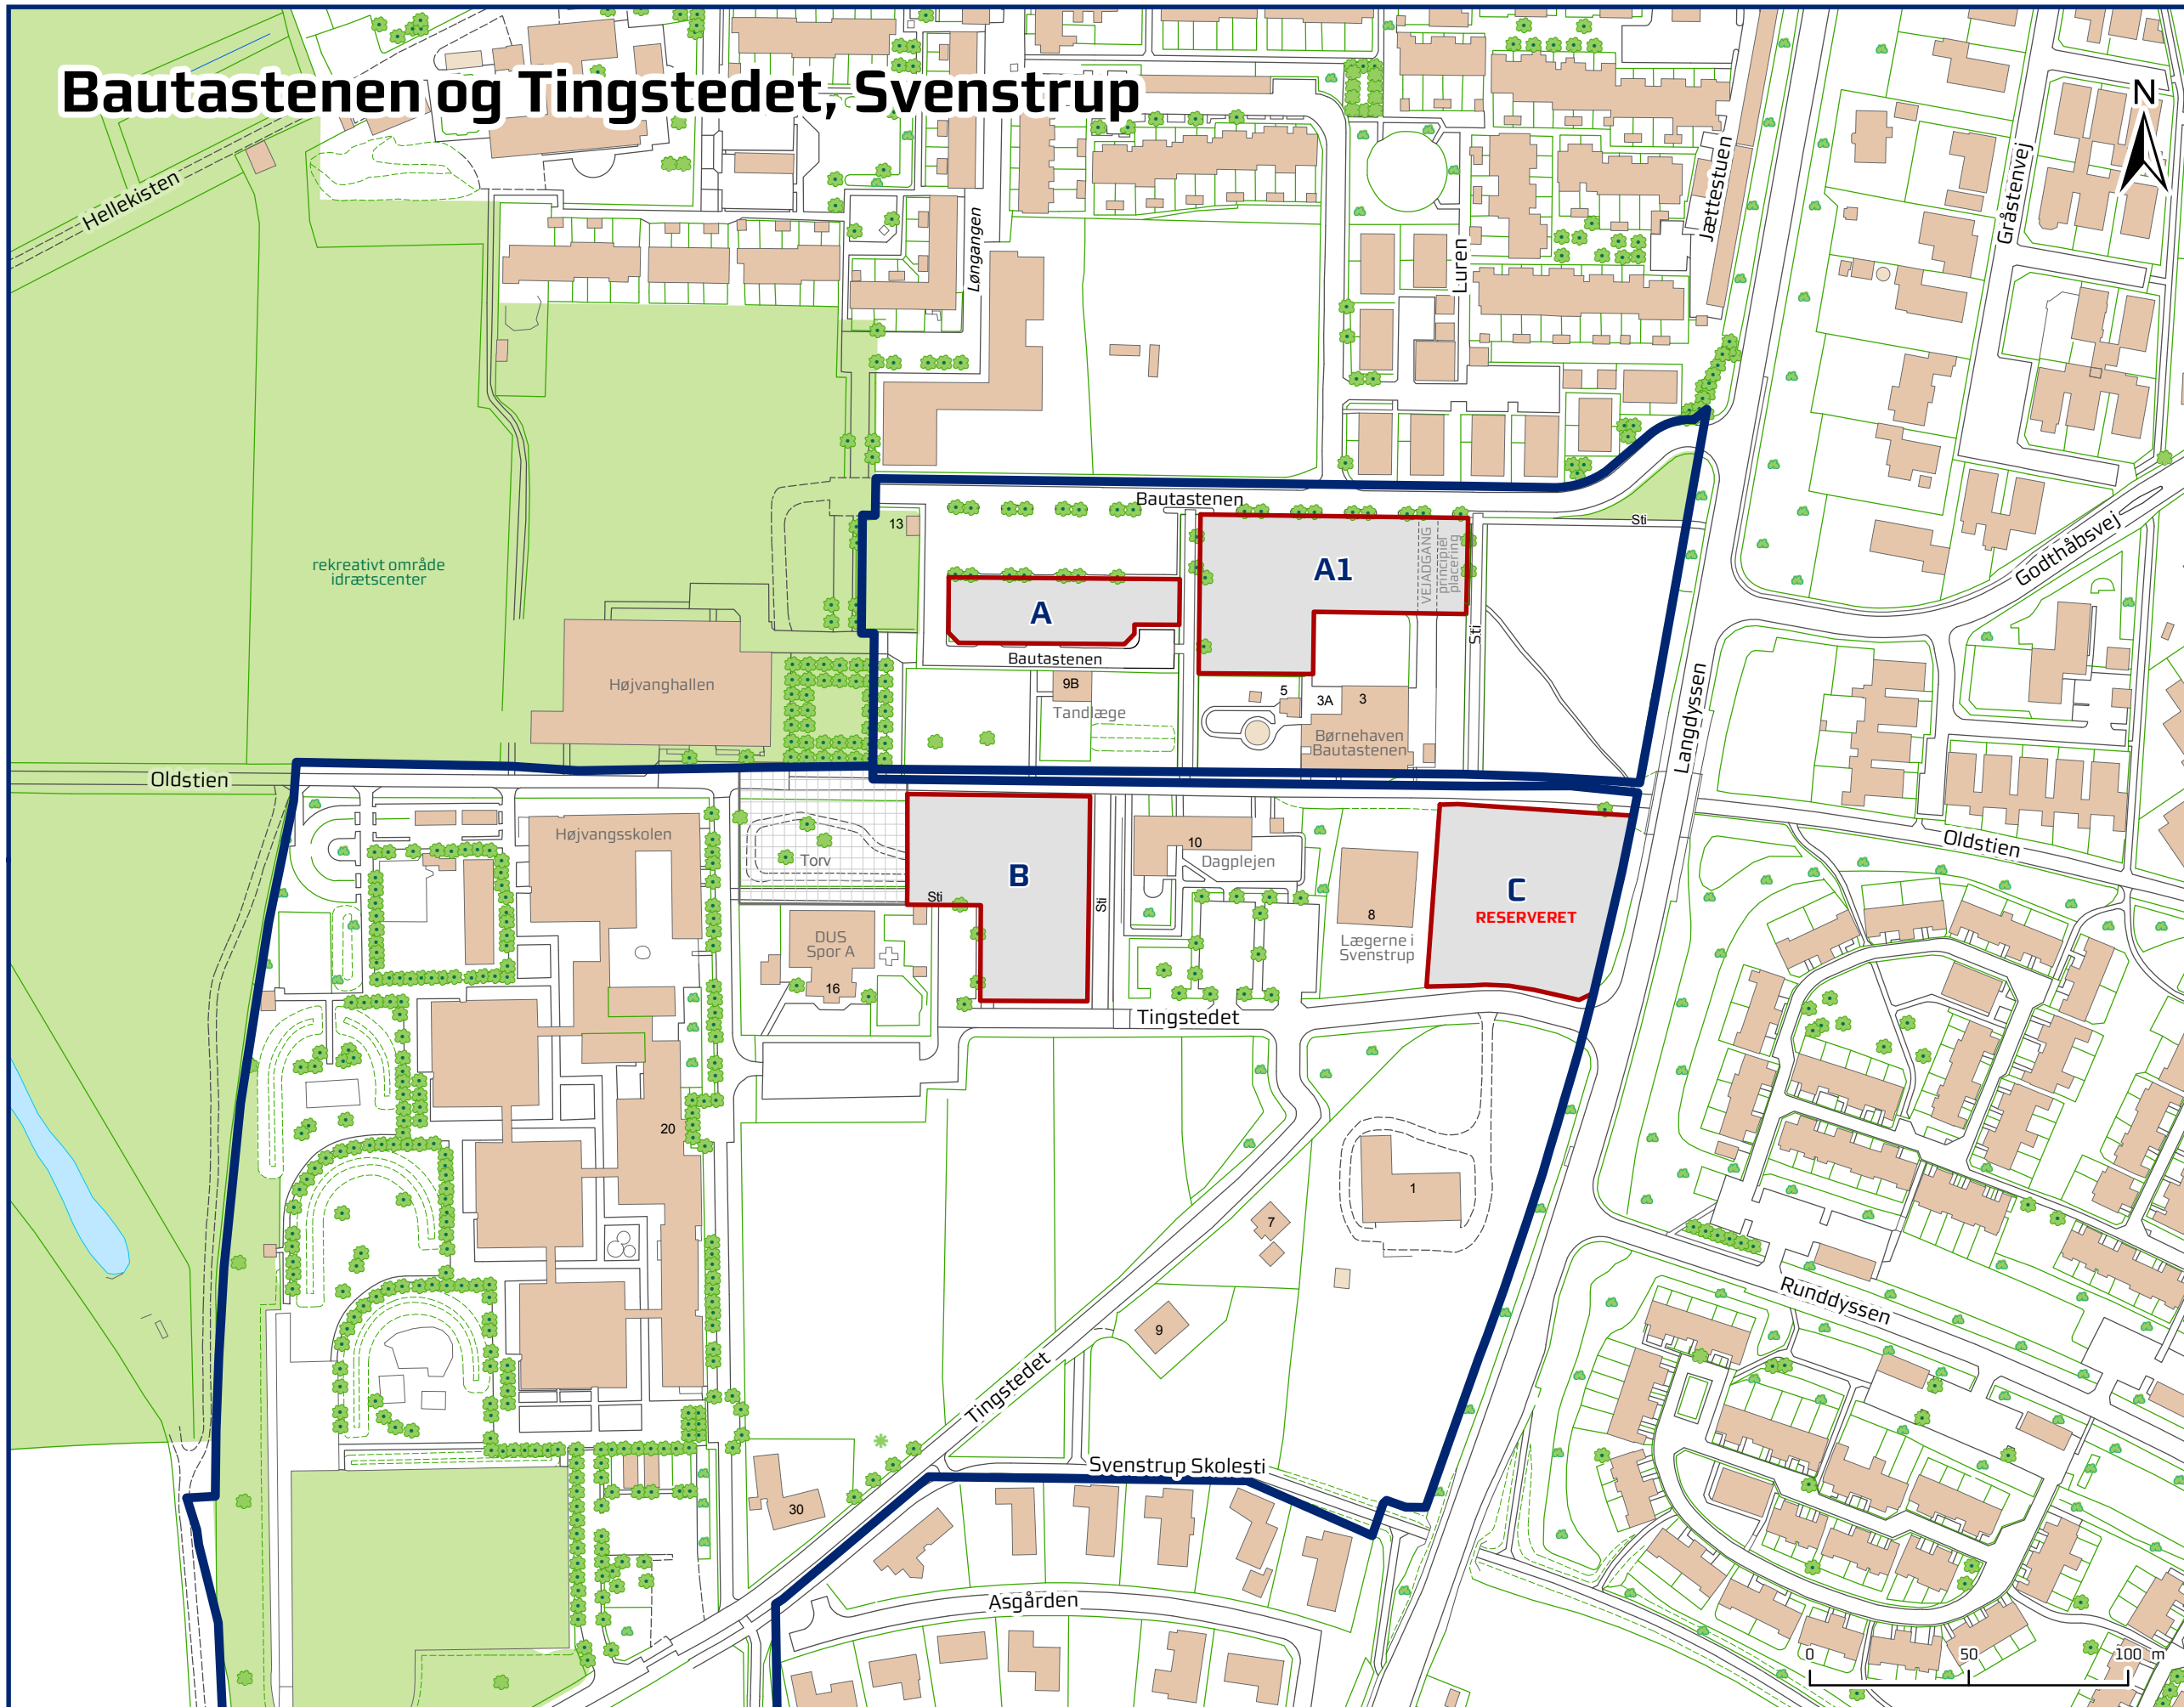 Bautastenen og Tingstedet, Svenstrup
N
Hellekisten
Løngangen
Luren
Jættestuen
Gråstenvej
Godthåbsvej
Bautastenen
Sti
13
A1
VEJADGANG
principiel
placering
A
Sti
Bautastenen
rekreativt område
idrætscenter
Højvanghallen
9B
Tandlæge
5
3A
3
Børnehaven
Bautastenen
Langdyssen
Oldstien
Højvangsskolen
Torv
B
Sti
Sti
10
Dagplejen
8
Lægerne i
Svenstrup
C
RESERVERET
Oldstien
DUS
Spor A
16
Tingstedet
20
1
7
9
Runddyssen
Tingstedet
Svenstrup Skolesti
30
Asgården
0
50
100 m